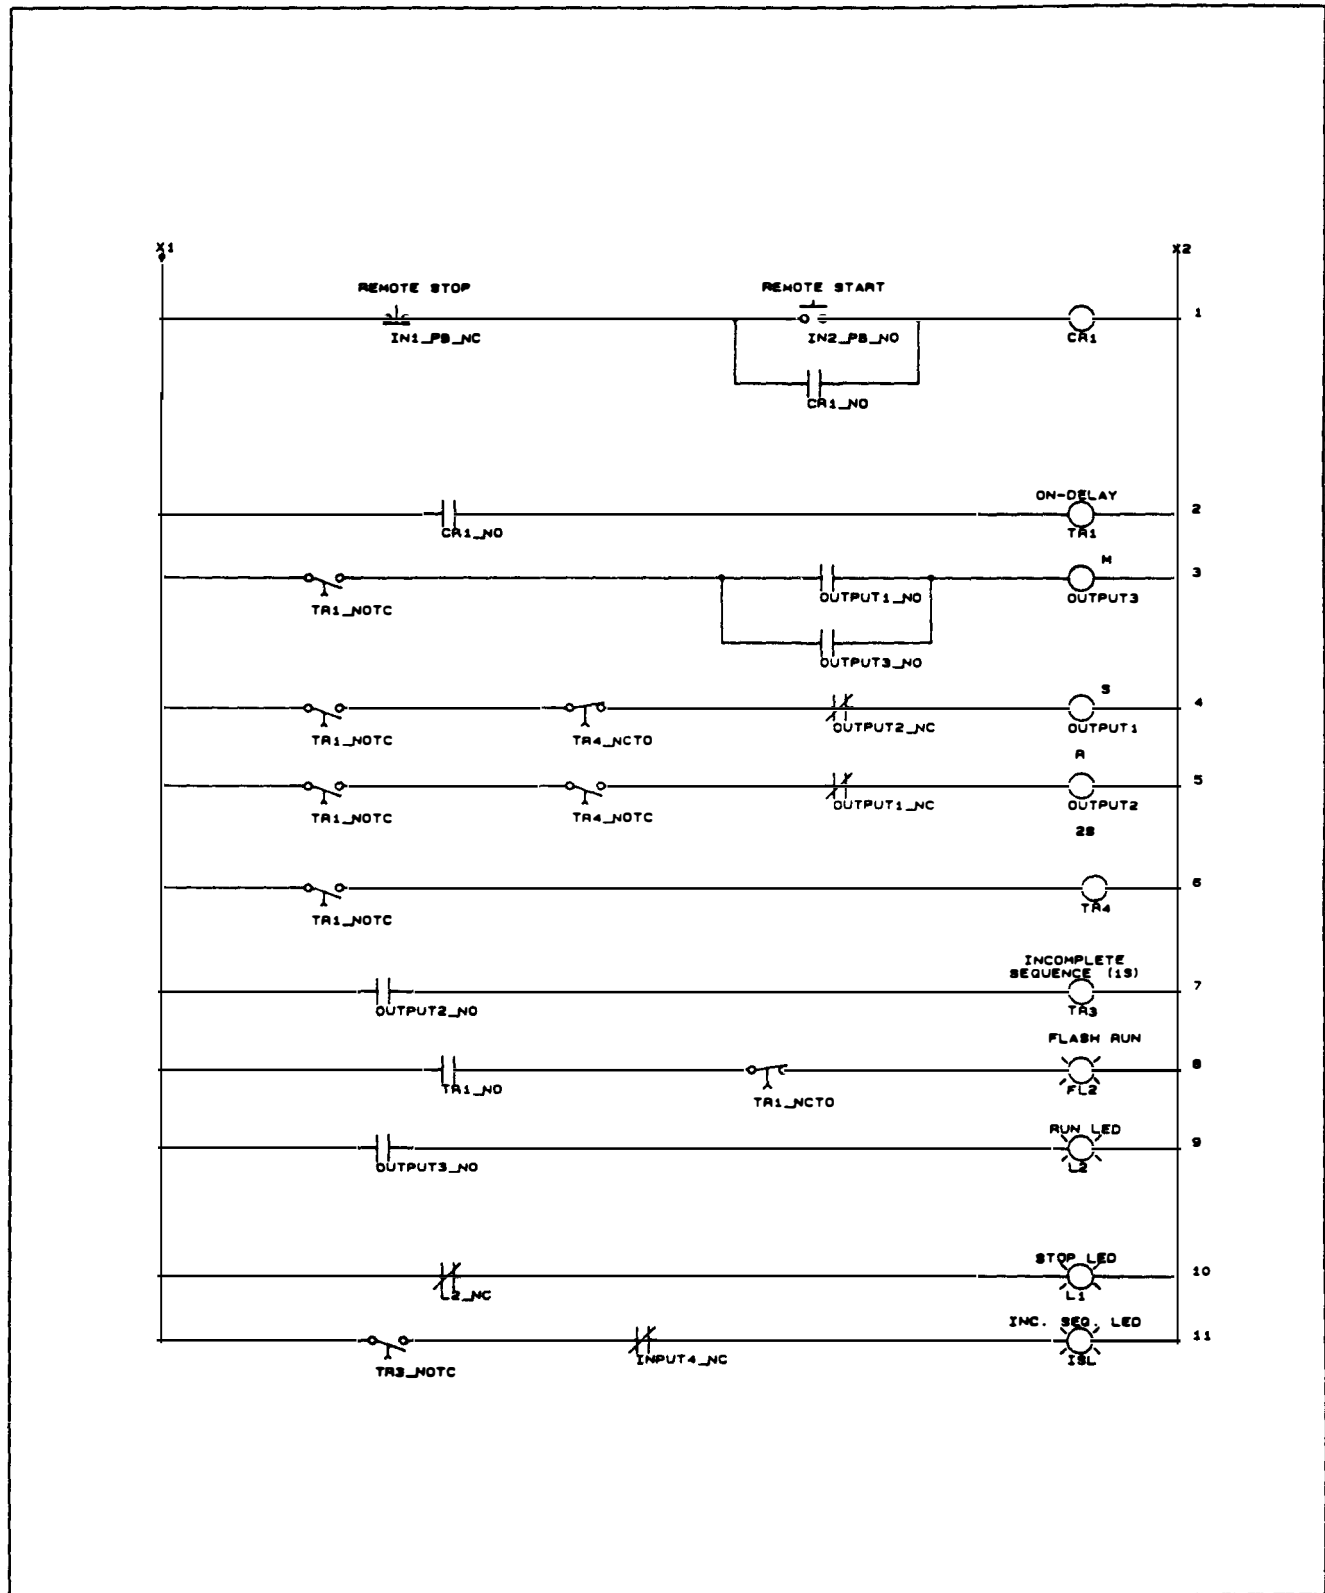 X1
X2
REMOTE STOP
REMOTE START
1
IN1_PB_NC
IN2_PB_NO
CR1
CR1_NO
ON-DELAY
2
CR1_NO
TR1
M
3
TR1_NOTC
OUTPUT1_NO
OUTPUT3
OUTPUT3_NO
S
4
TR1_NOTC
TR4_NCTO
OUTPUT2_NC
OUTPUT1
R
5
TR1_NOTC
TR4_NOTC
OUTPUT1_NC
OUTPUT2
2S
6
TR1_NOTC
TR4
INCOMPLETE
SEQUENCE (1S)
7
OUTPUT2_NO
TR3
FLASH RUN
8
TR1_NO
TR1_NCTO
FL2
RUN LED
9
OUTPUT3_NO
L2
STOP LED
10
L2_NC
L1
INC. SEQ. LED
11
TR3_NOTC
INPUT4_NC
ISL